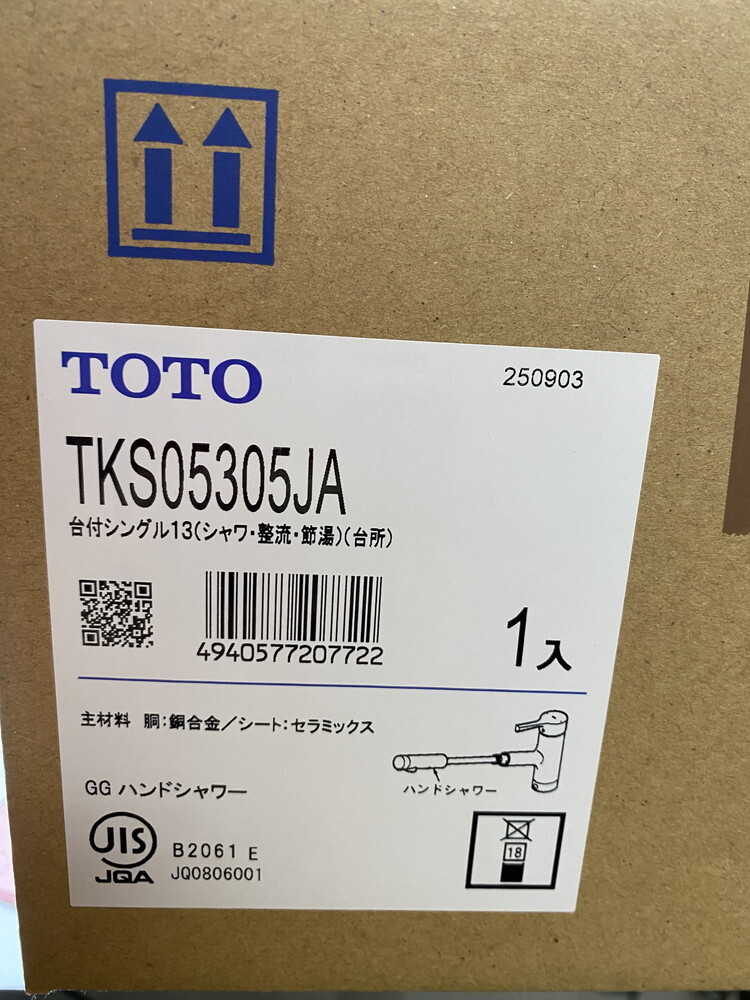 TOTO
250903
TKS05305JA
台付シングル13(シャワ・整流・節湯)(台所)
4940577207722
1入
主材料 胴:銅合金/シート:セラミックス
ハンドシャワー
GG ハンドシャワー
JIS
JQA
B2061 E
JQ0806001
18